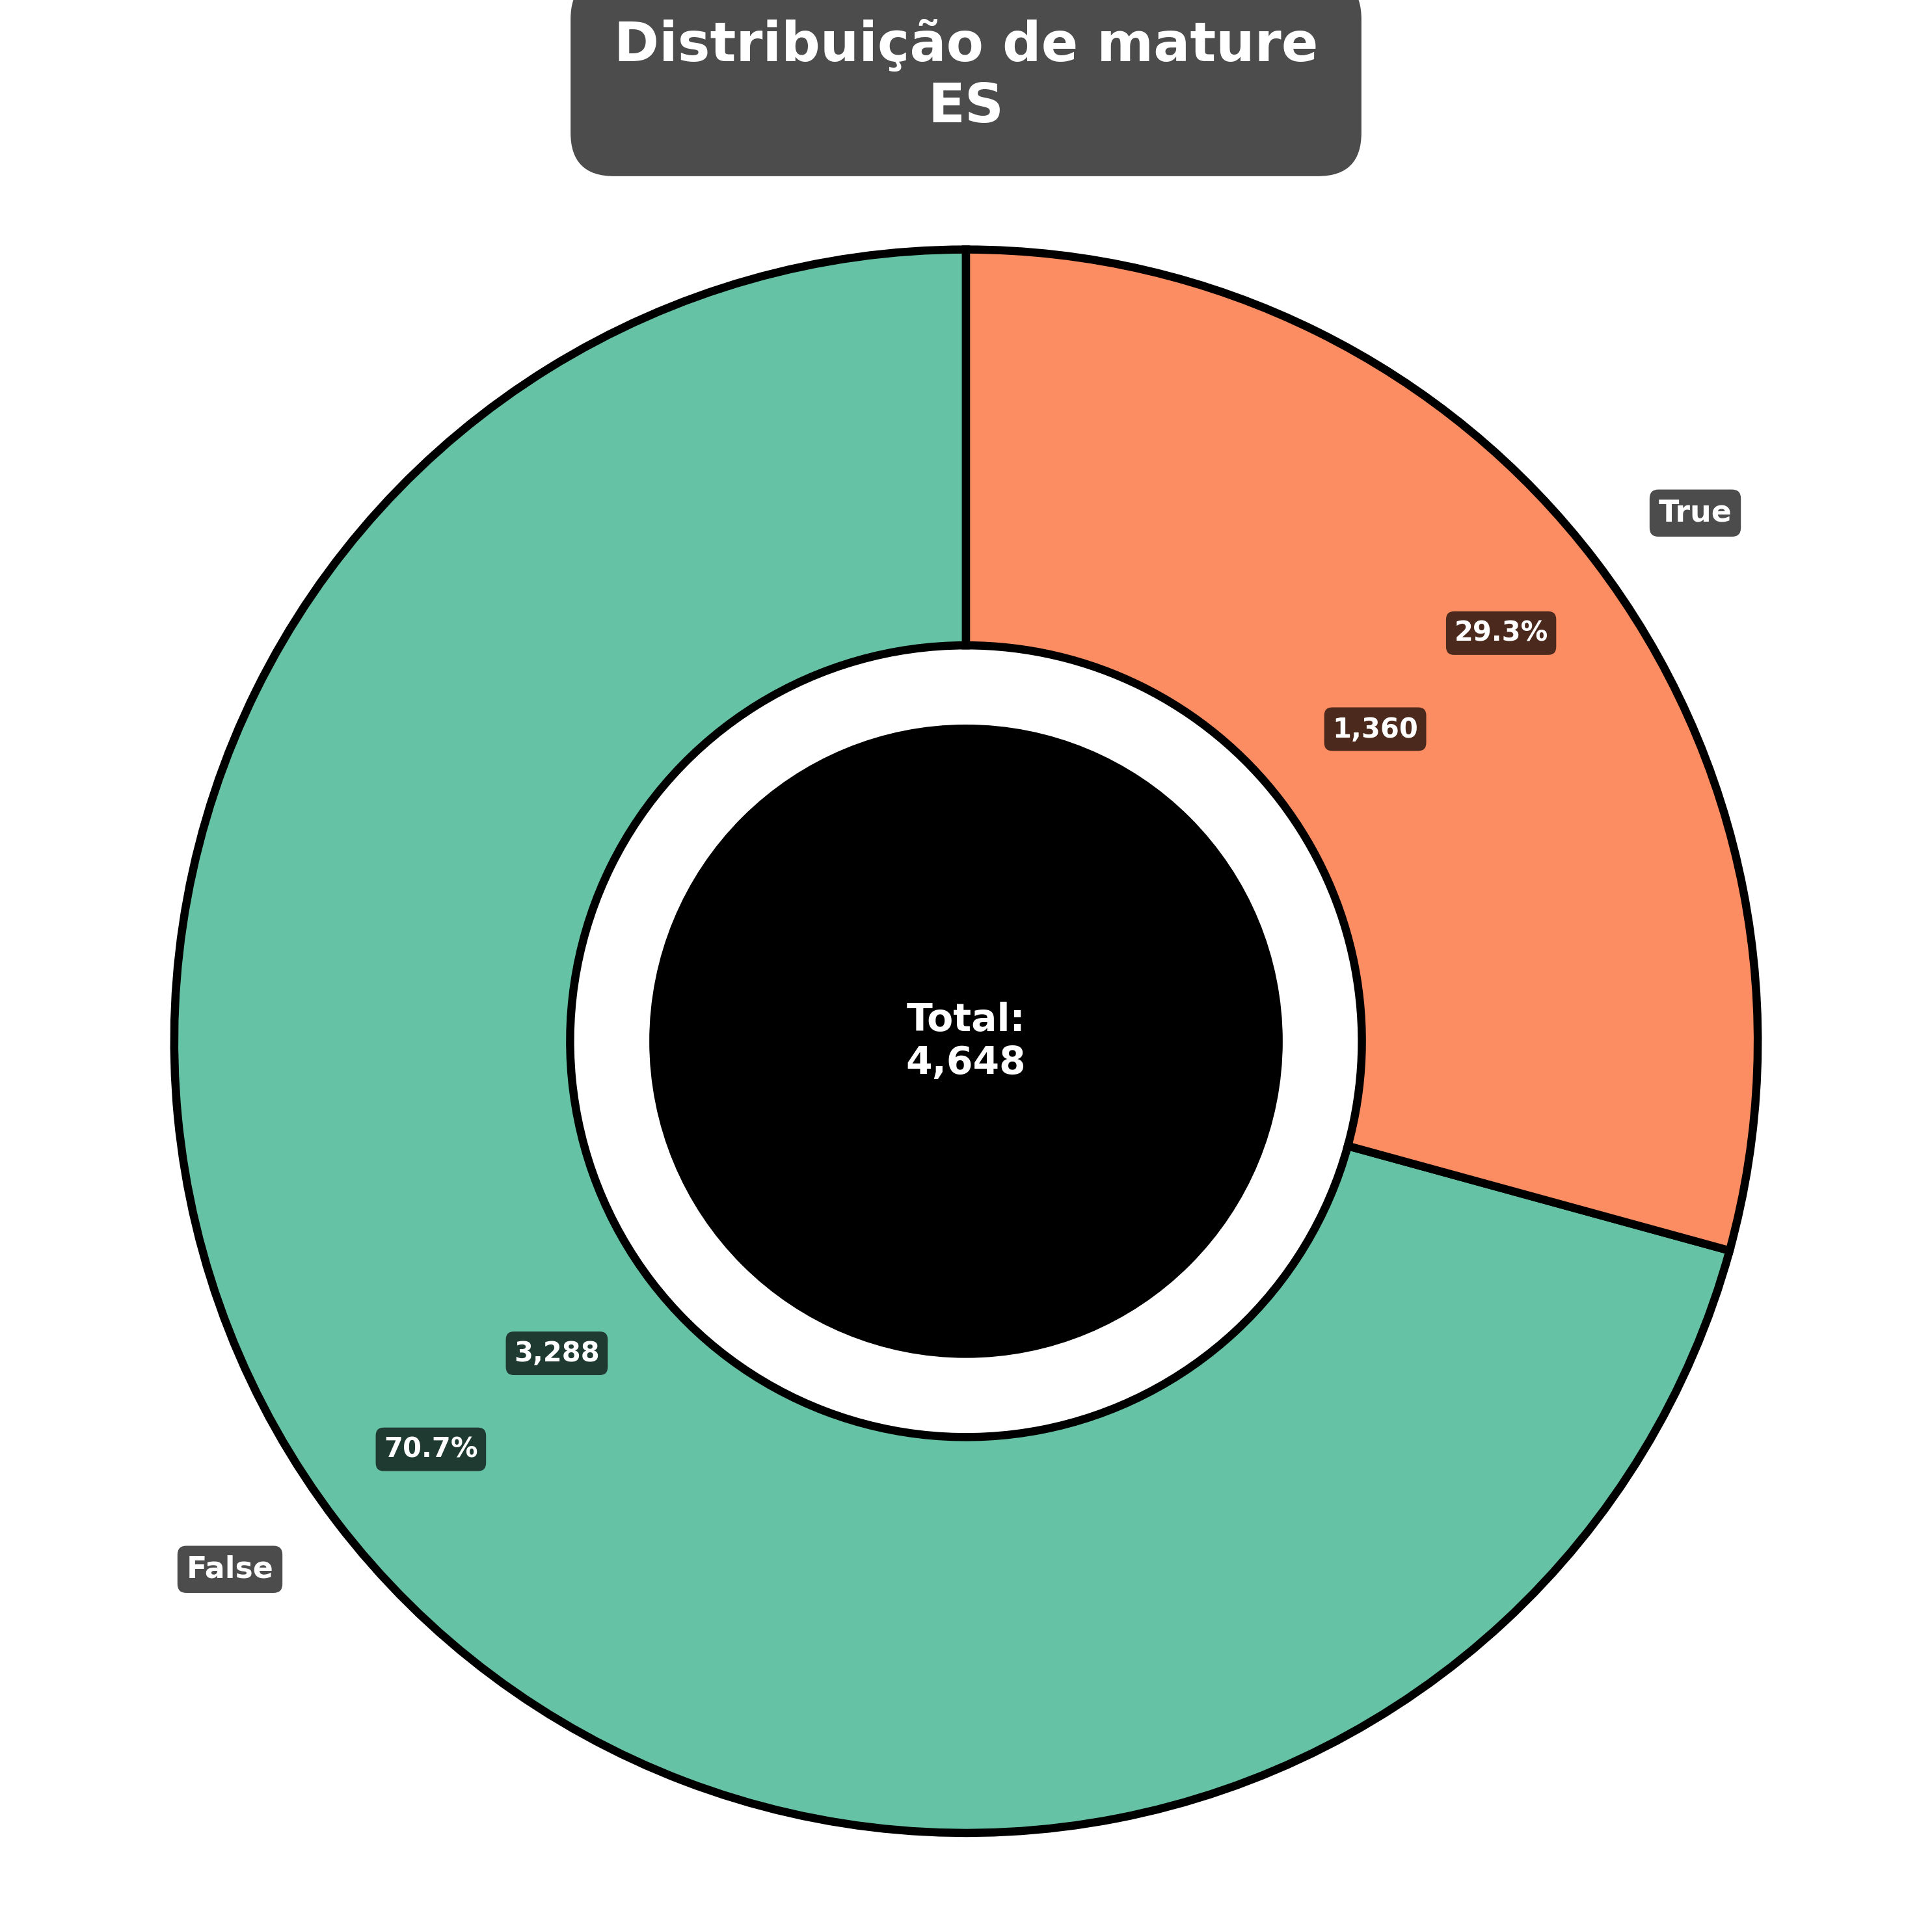 Distribuição de mature
ES
True
29.3%
1,360
Total:
4,648
3,288
70.7%
False